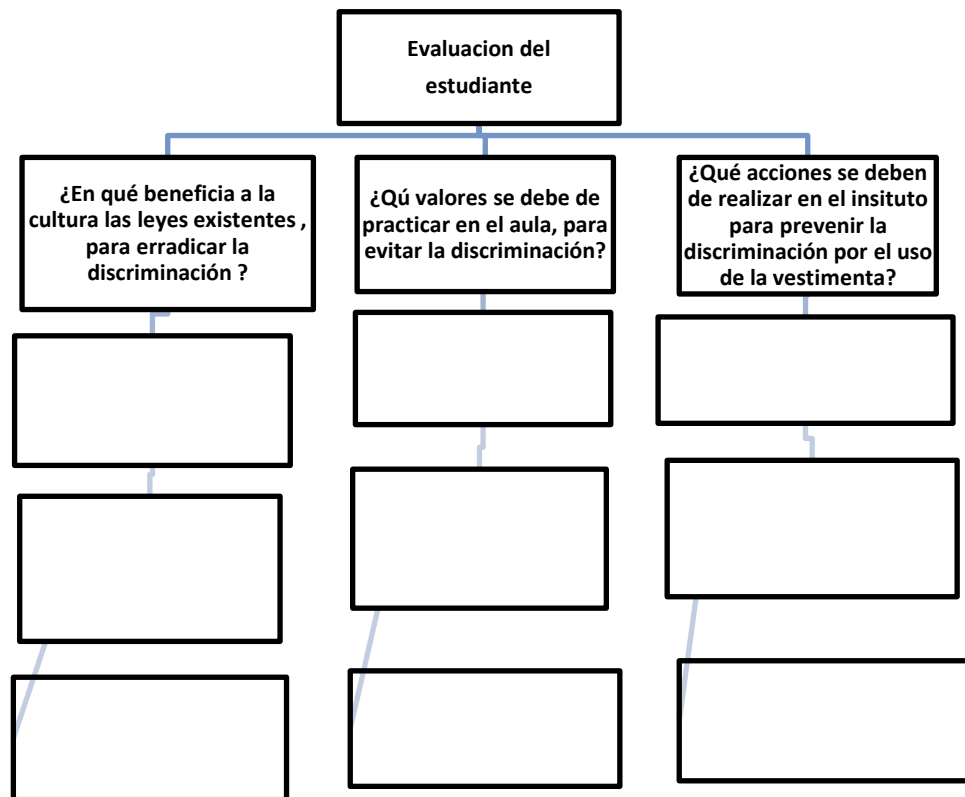 Evaluacion del
estudiante
¿En qué beneficia a la
cultura las leyes existentes ,
para erradicar la
discriminación ?
¿Qú valores se debe de
practicar en el aula, para
evitar la discriminación?
¿Qué acciones se deben
de realizar en el insituto
para prevenir la
discriminación por el uso
de la vestimenta?